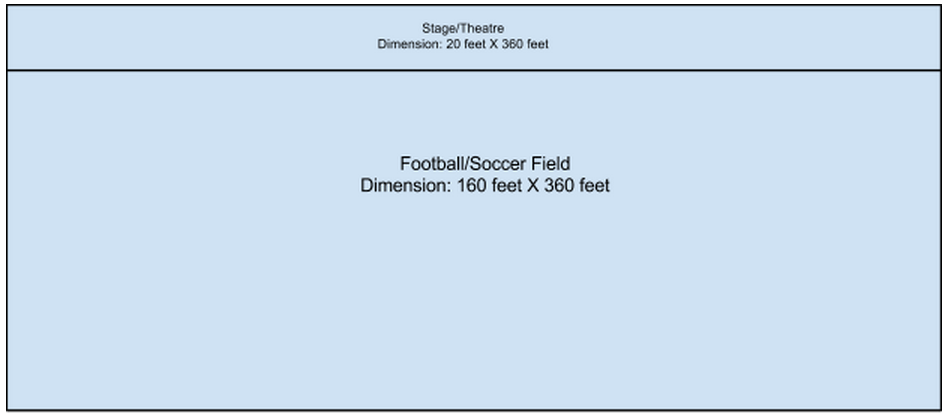 Stage/Theatre
Dimension: 20 feet X 360 feet
Football/Soccer Field
Dimension: 160 feet X 360 feet